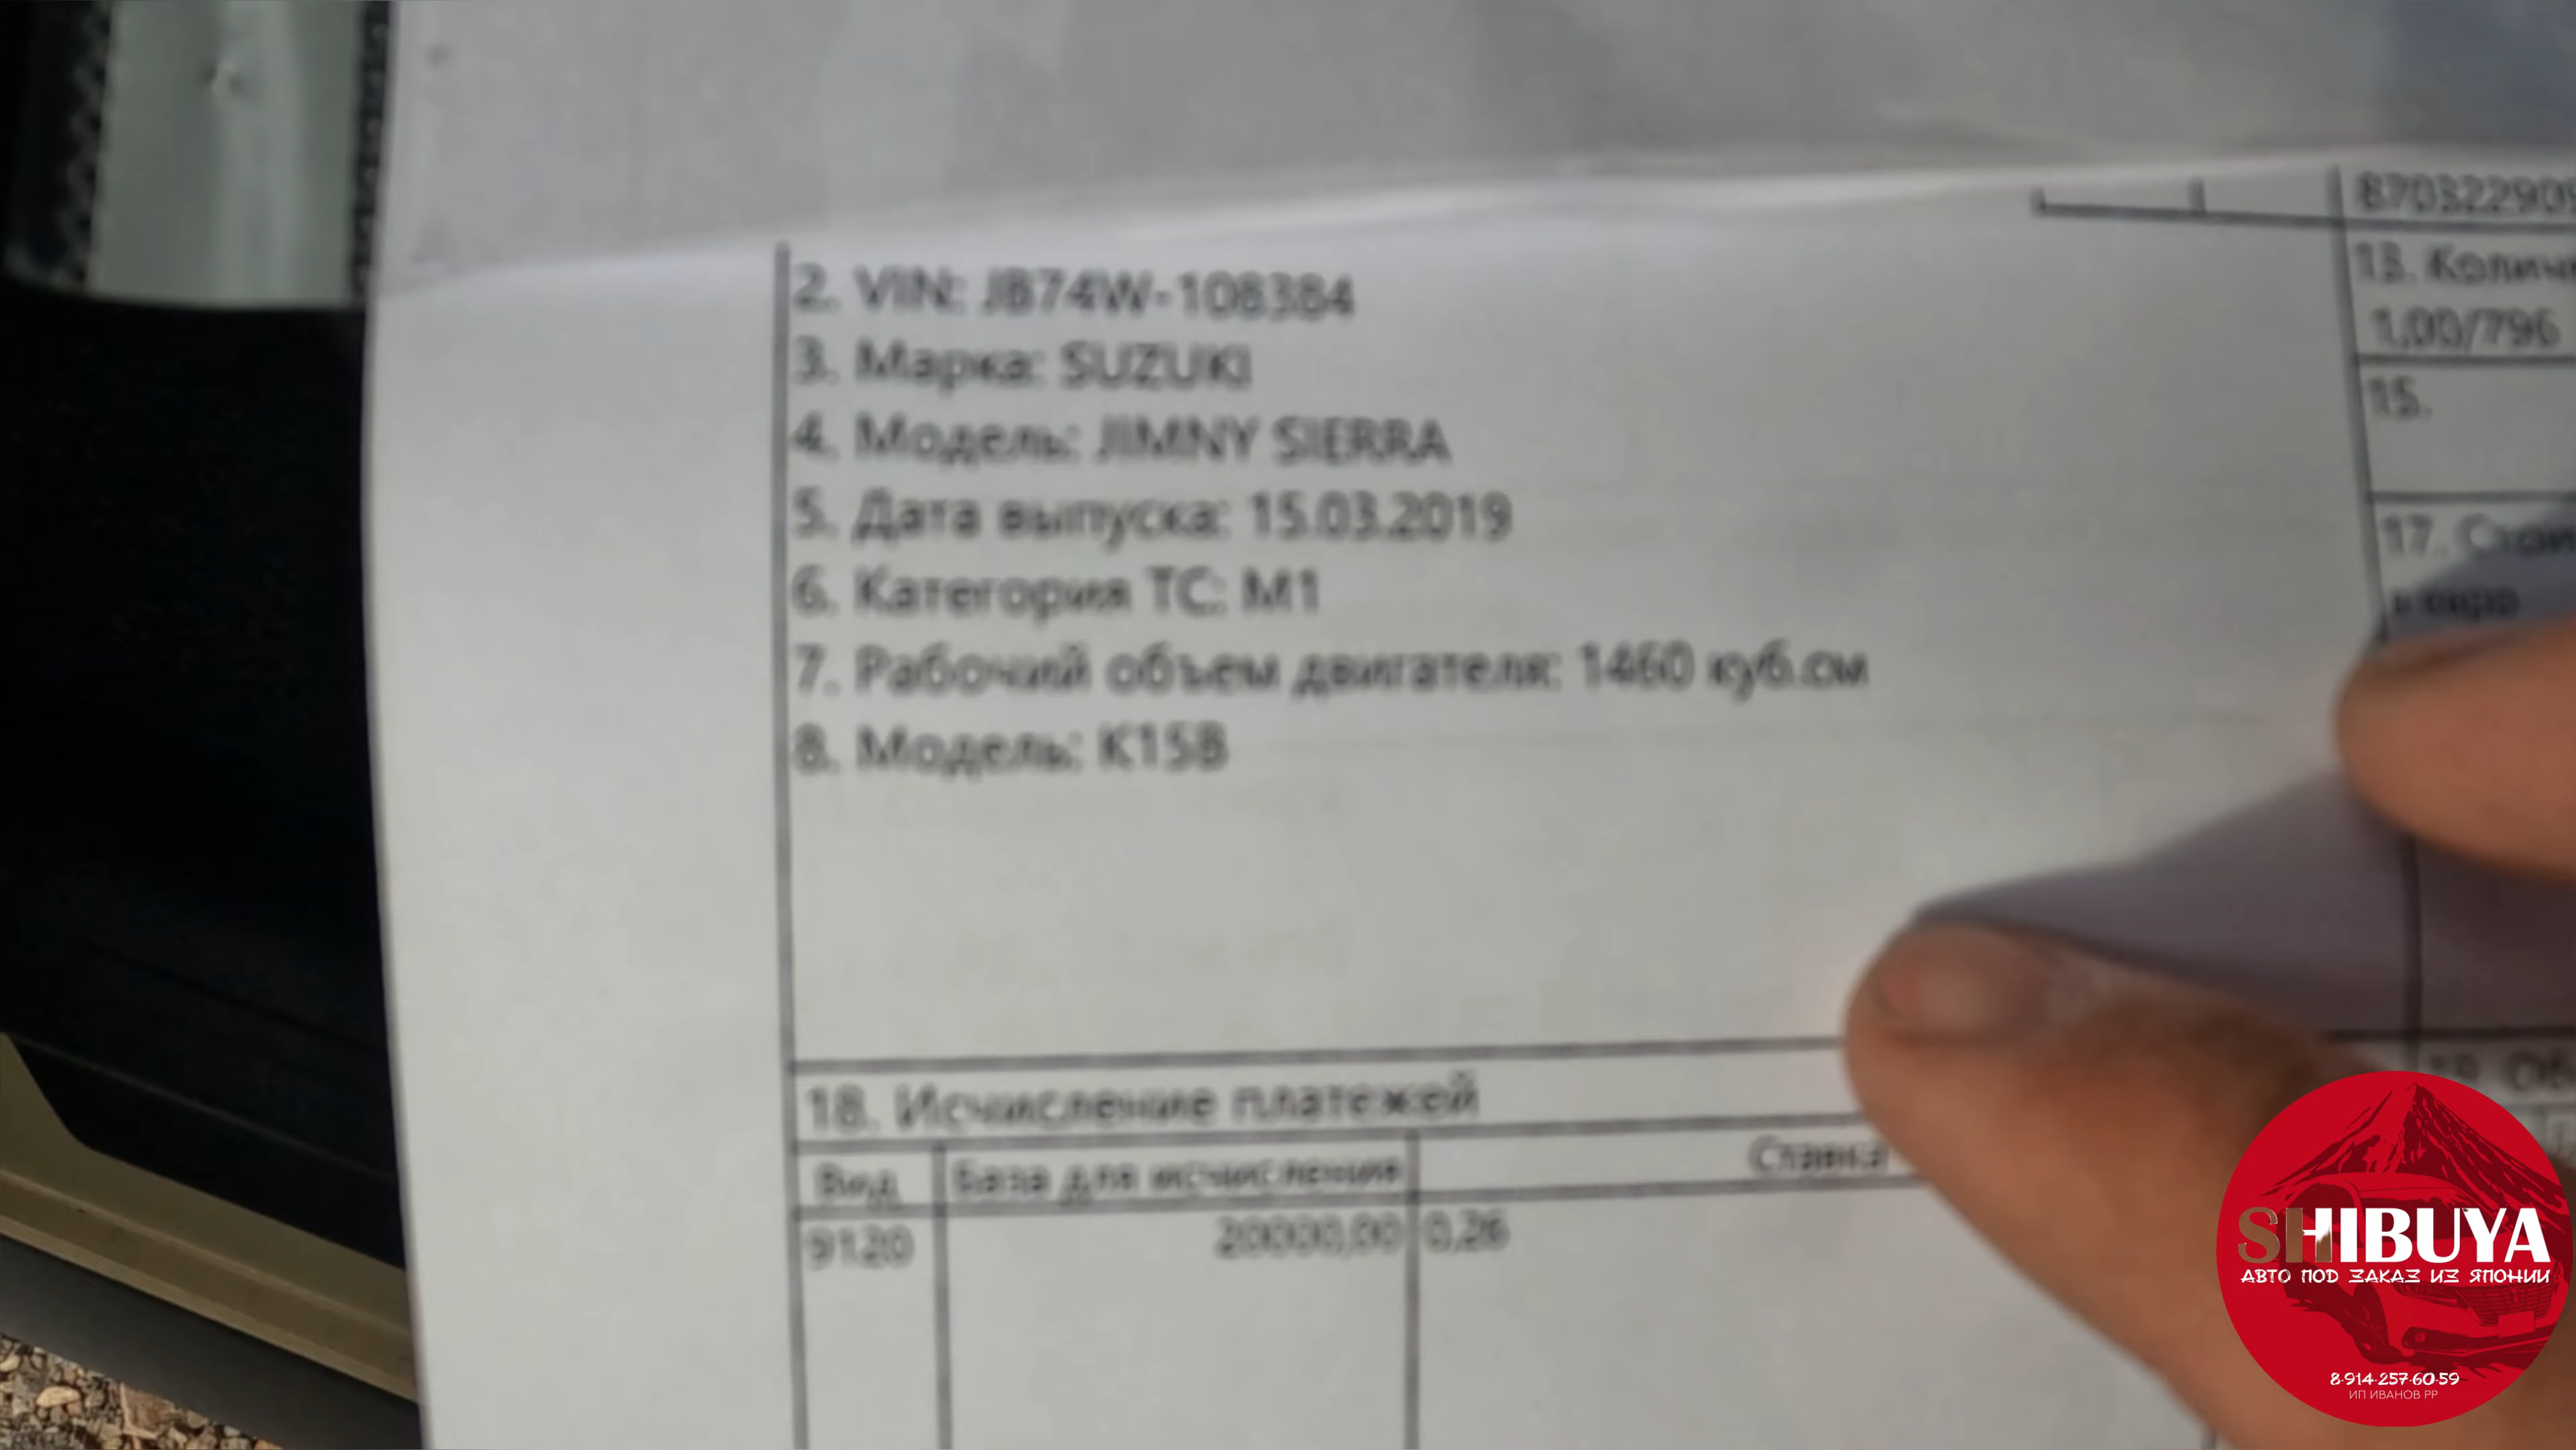 870322909
2. VIN: JB74W-108384
3. Марка: SUZUKI
4. Модель: JIMNY SIERRA
5. Дата выпуска: 15.03.2019
6. Категория ТС: M1
7. Рабочий объем двигателя: 1460 куб.см
8. Модель: K15B
13. Колич
1,00/796
15.
17. Стои
18. Исчисление платежей
Вид База для исчисления Ставка
9120 20000,00 0,26
SHIBUYA
АВТО ПОД ЗАКАЗ ИЗ ЯПОНИИ
8-914-257-60-59
ИП ИВАНОВ РР